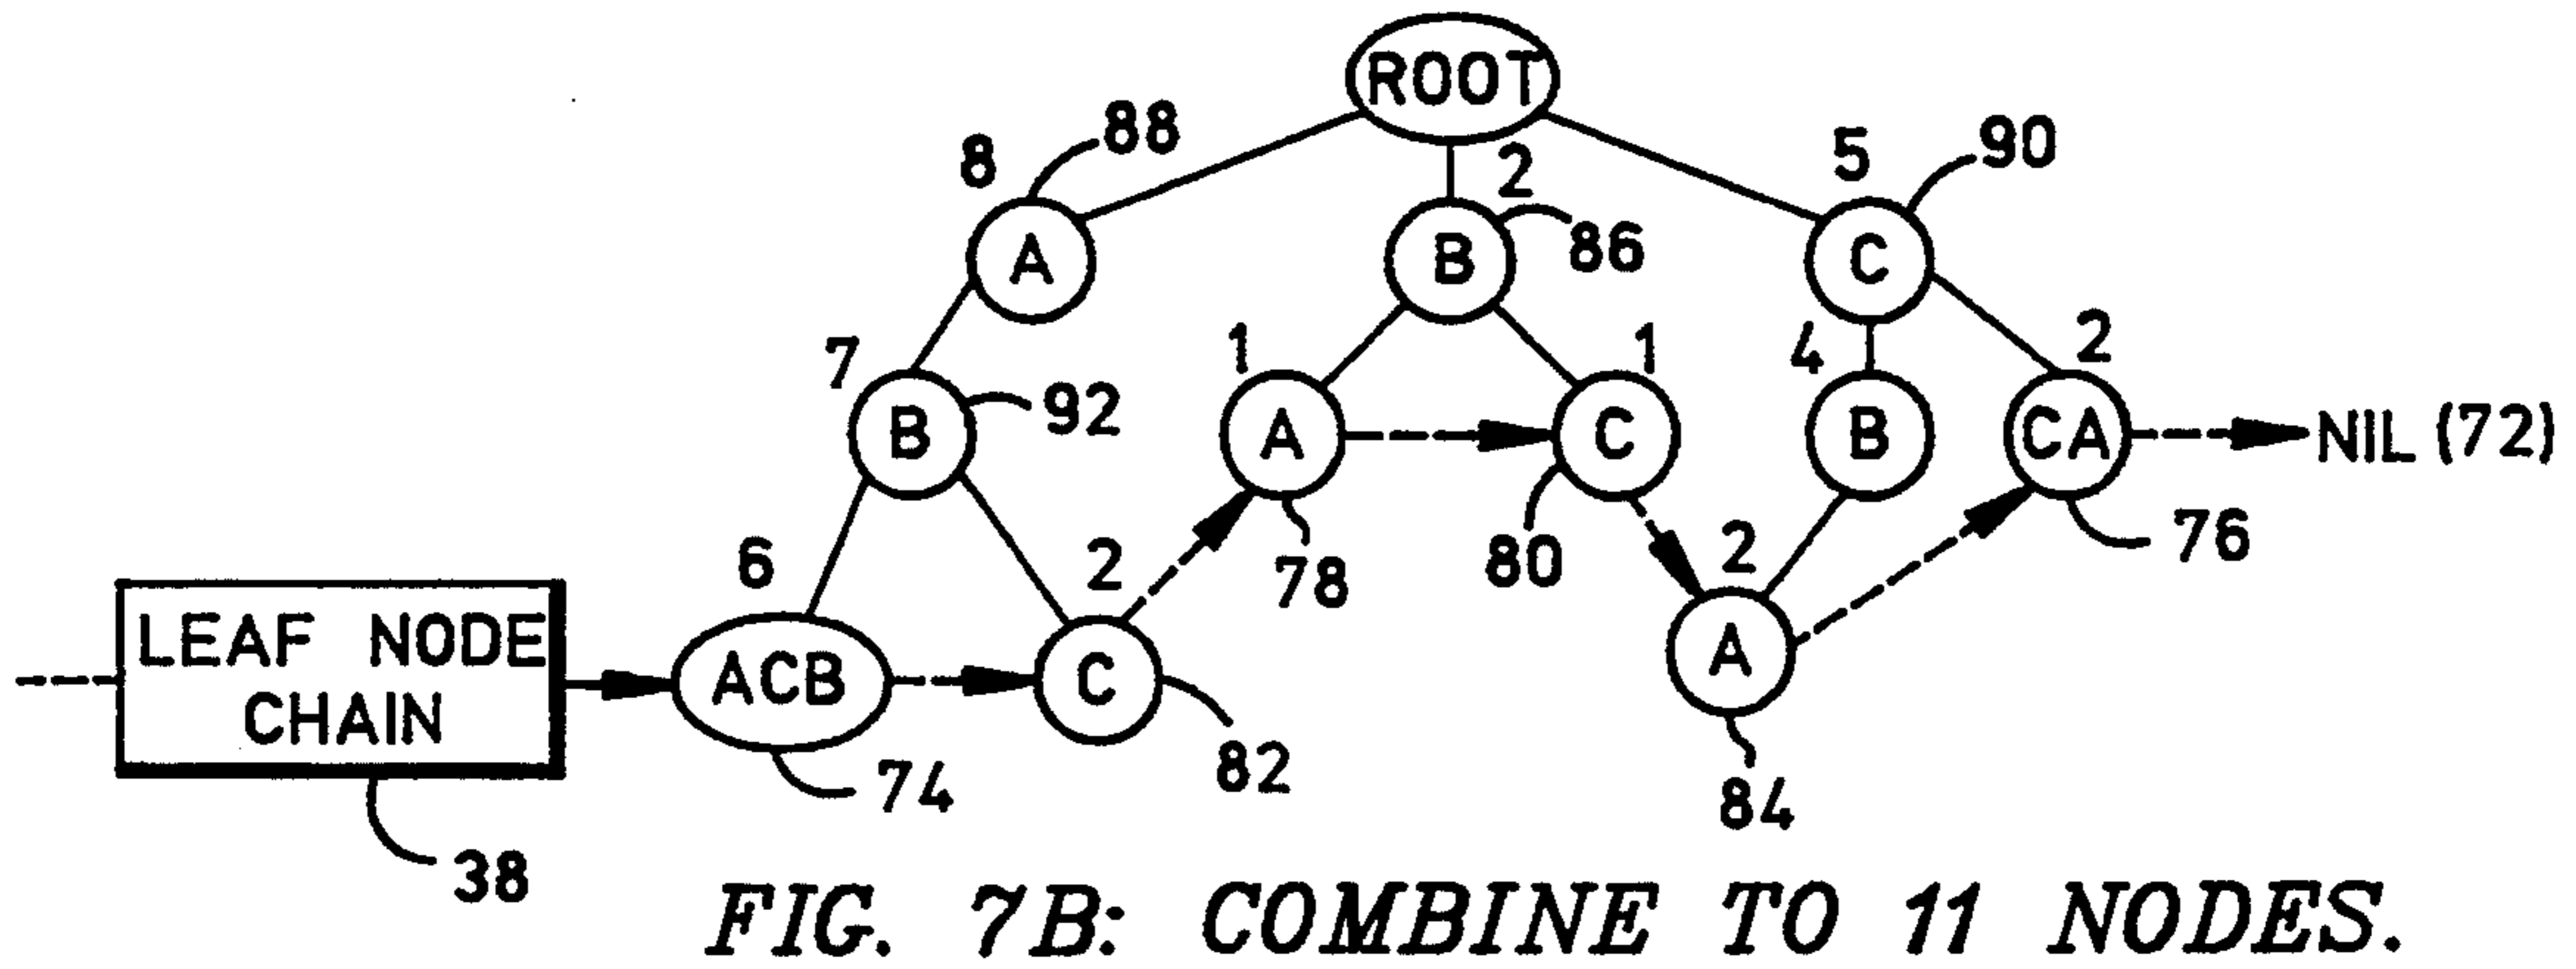 ROOT
88
8
2
5
90
A
B
86
C
7
1
1
4
2
B
92
A
C
B
CA
NIL (72)
6
2
78
80
2
76
LEAF NODE
CHAIN
ACB
C
A
74
82
84
38
FIG. 7B: COMBINE TO 11 NODES.